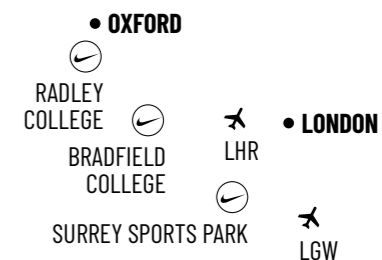 OXFORD
RADLEY
COLLEGE
BRADFIELD
COLLEGE
LHR
LONDON
SURREY SPORTS PARK
LGW